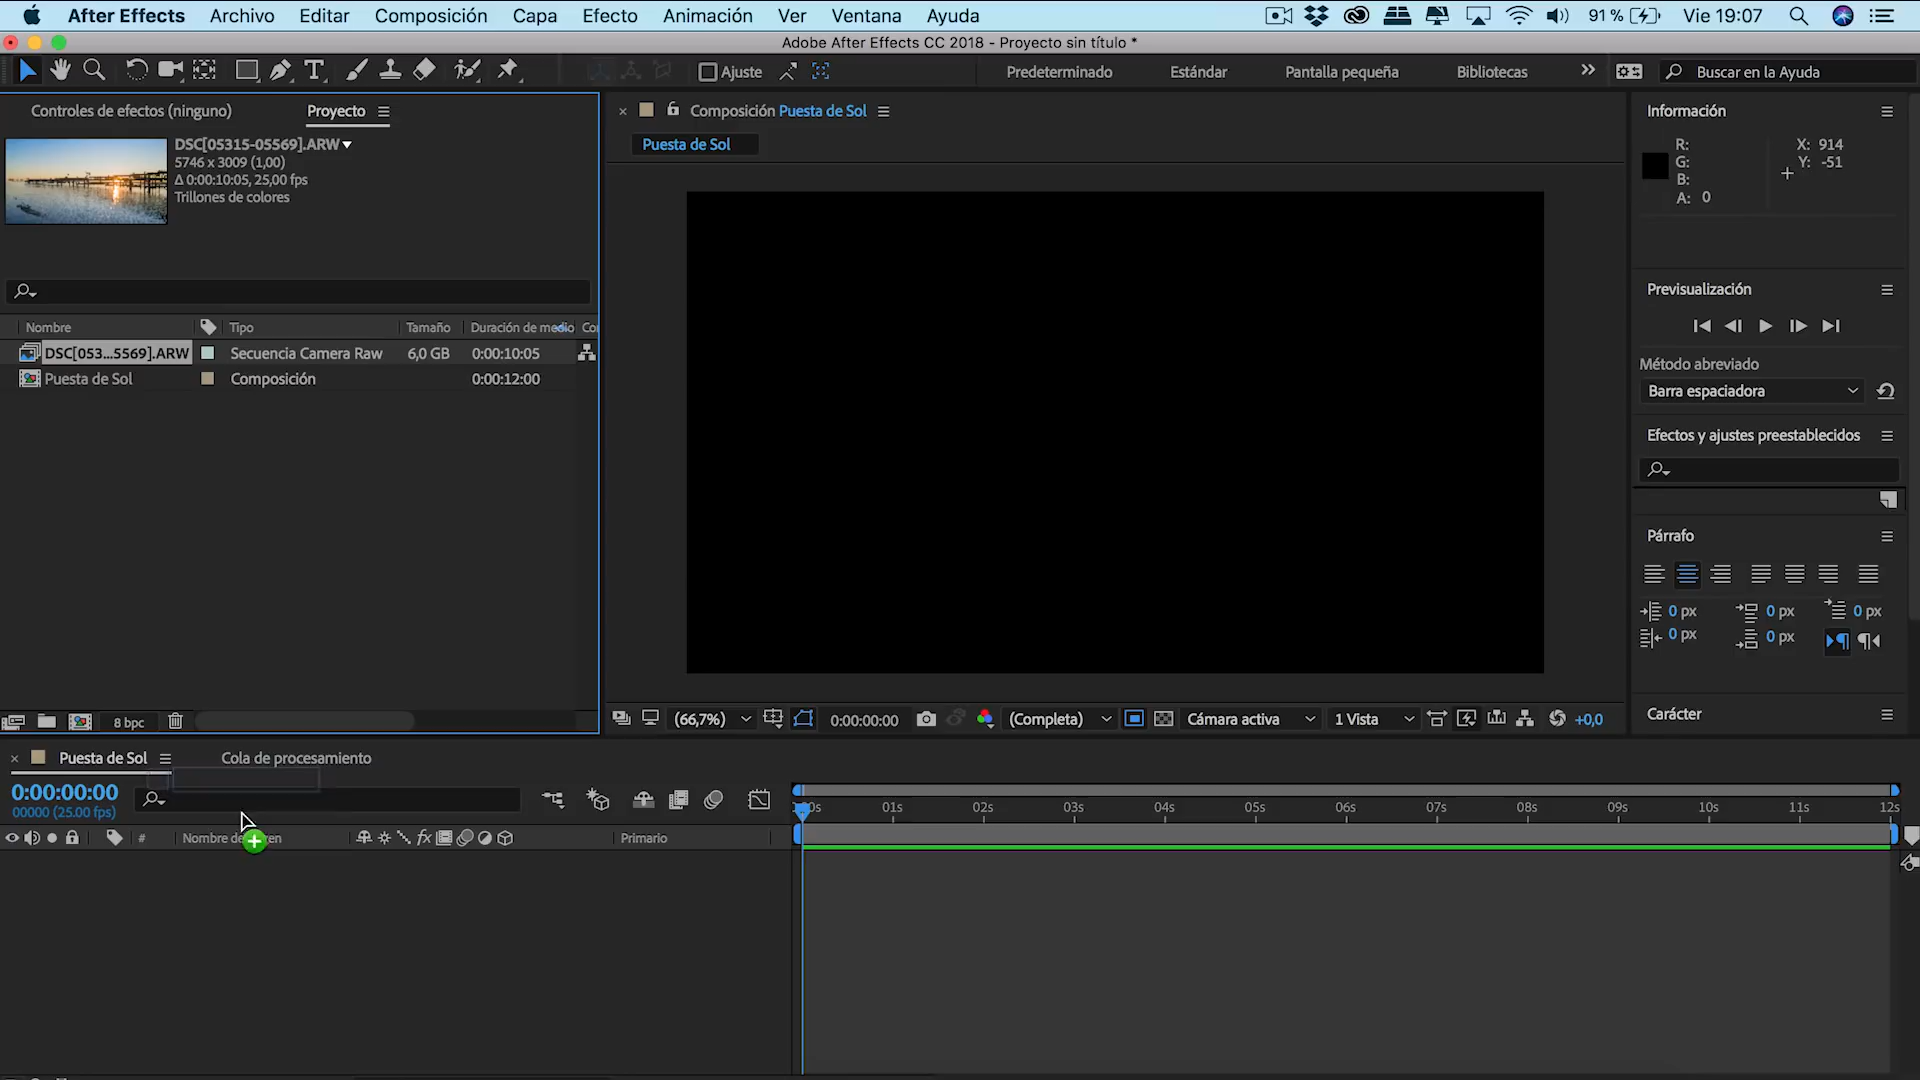 After Effects Archivo Editar Composición Capa Efecto Animación Ver Ventana Ayuda 91 % Vie 19:07
Adobe After Effects CC 2018 - Proyecto sin título *
Ajuste Predeterminado Estándar Pantalla pequeña Bibliotecas Buscar en la Ayuda
Controles de efectos (ninguno) Proyecto
DSC[05315-05569].ARW
5746 x 3009 (1,00)
Δ 0:00:10:05, 25,00 fps
Trillones de colores
Nombre Tipo Tamaño Duración de medio Co
DSC[053...5569].ARW Secuencia Camera Raw 6,0 GB 0:00:10:05
Puesta de Sol Composición 0:00:12:00
8 bpc
Composición Puesta de Sol
Puesta de Sol
(66,7%) 0:00:00:00 (Completa) Cámara activa 1 Vista +0,0
Información
R: X: 914
G: Y: -51
B:
A: 0
Previsualización
Método abreviado
Barra espaciadora
Efectos y ajustes preestablecidos
Párrafo
0 px 0 px 0 px
0 px 0 px
Carácter
Puesta de Sol Cola de procesamiento
0:00:00:00
00000 (25.00 fps)
# Primario
01s 02s 03s 04s 05s 06s 07s 08s 09s 10s 11s 12s